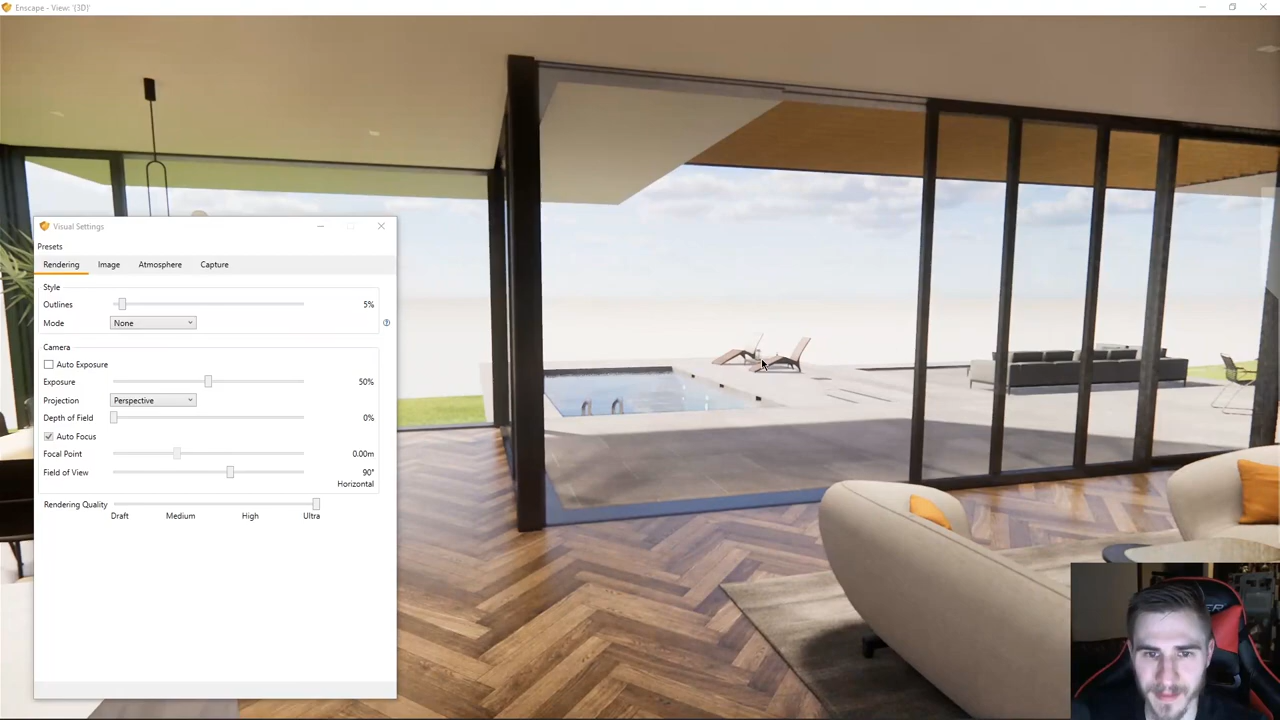 Enscape - View: '{3D}'
Visual Settings
Presets
Rendering Image Atmosphere Capture
Style
Outlines 5%
Mode None
Camera
Auto Exposure
Exposure 50%
Projection Perspective
Depth of Field 0%
Auto Focus
Focal Point 0.00m
Field of View 90°
Horizontal
Rendering Quality
Draft Medium High Ultra